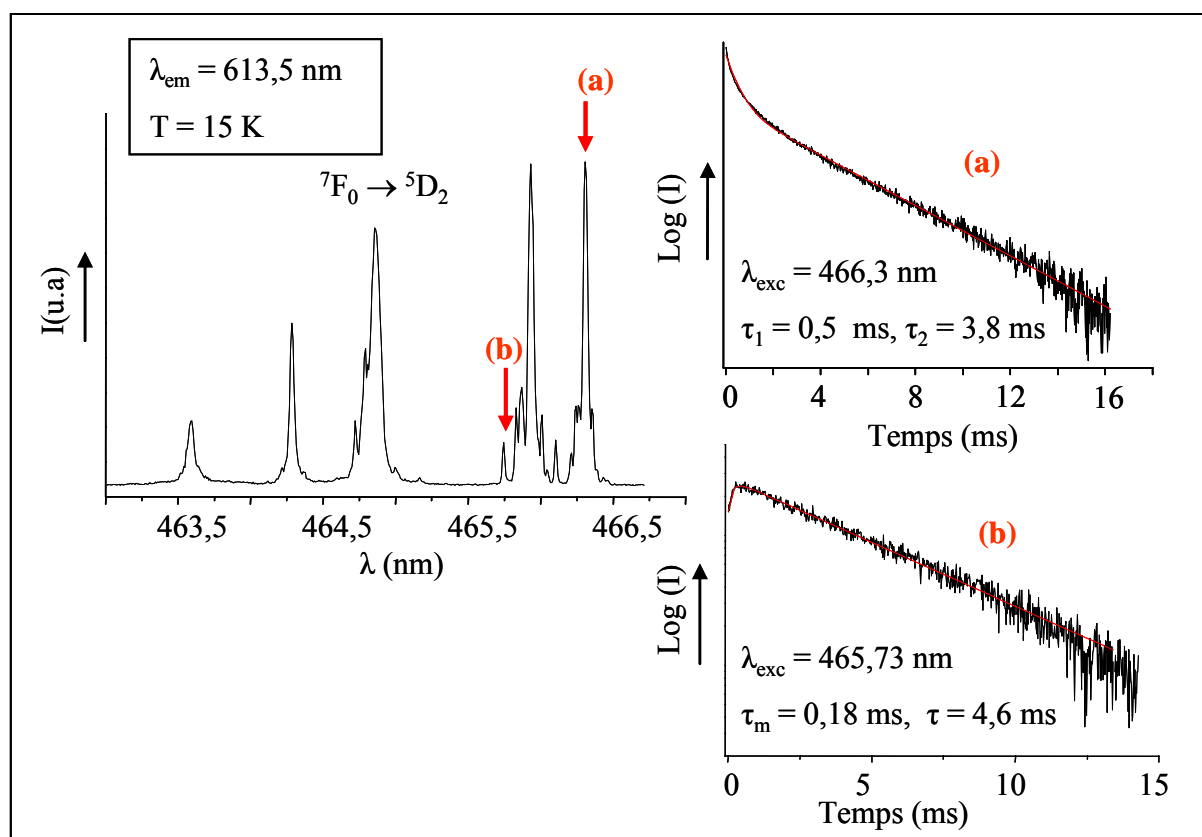 λem = 613,5 nm
T = 15 K
⁷F₀ → ⁵D₂
(a)
(b)
I(u.a)
463,5 464,5 465,5 466,5
λ (nm)
(a)
Log (I)
λexc = 466,3 nm
τ₁ = 0,5 ms, τ₂ = 3,8 ms
0 4 8 12 16
Temps (ms)
(b)
Log (I)
λexc = 465,73 nm
τm = 0,18 ms, τ = 4,6 ms
0 5 10 15
Temps (ms)